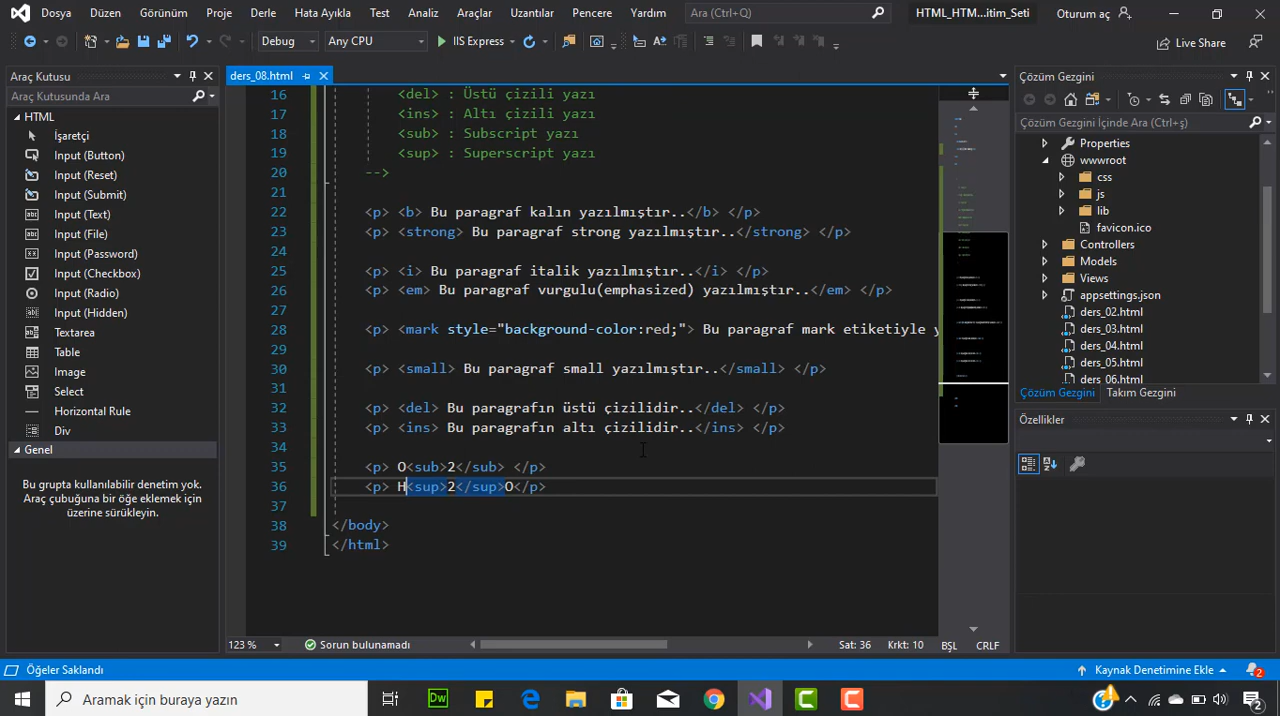 Dosya Düzen Görünüm Proje Derle Hata Ayıkla Test Analiz Araçlar Uzantılar Pencere Yardım Ara (Ctrl+Q) HTML_HTM...itim_Seti Oturum aç
Debug Any CPU IIS Express Live Share
Araç Kutusu
Araç Kutusunda Ara
HTML
İşaretçi
Input (Button)
Input (Reset)
Input (Submit)
Input (Text)
Input (File)
Input (Password)
Input (Checkbox)
Input (Radio)
Input (Hidden)
Textarea
Table
Image
Select
Horizontal Rule
Div
Genel
Bu grupta kullanılabilir denetim yok.
Araç çubuğuna bir öğe eklemek için
üzerine sürükleyin.
ders_08.html
16 <del> : Üstü çizili yazı
17 <ins> : Altı çizili yazı
18 <sub> : Subscript yazı
19 <sup> : Superscript yazı
20 -->
21
22 <p> <b> Bu paragraf kalın yazılmıştır..</b> </p>
23 <p> <strong> Bu paragraf strong yazılmıştır..</strong> </p>
24
25 <p> <i> Bu paragraf italik yazılmıştır..</i> </p>
26 <p> <em> Bu paragraf vurgulu(emphasized) yazılmıştır..</em> </p>
27
28 <p> <mark style="background-color:red;"> Bu paragraf mark etiketiyle y
29
30 <p> <small> Bu paragraf small yazılmıştır..</small> </p>
31
32 <p> <del> Bu paragrafın üstü çizilidir..</del> </p>
33 <p> <ins> Bu paragrafın altı çizilidir..</ins> </p>
34
35 <p> O<sub>2</sub> </p>
36 <p> H<sup>2</sup>O</p>
37
38 </body>
39 </html>
123 % Sorun bulunamadı Sat: 36 Krkt: 10 BŞL CRLF
Çözüm Gezgini
Çözüm Gezgini İçinde Ara (Ctrl+ş)
Properties
wwwroot
css
js
lib
favicon.ico
Controllers
Models
Views
appsettings.json
ders_02.html
ders_03.html
ders_04.html
ders_05.html
ders_06.html
Çözüm Gezgini Takım Gezgini
Özellikler
Öğeler Saklandı Kaynak Denetimine Ekle 2
Aramak için buraya yazın Dw 2